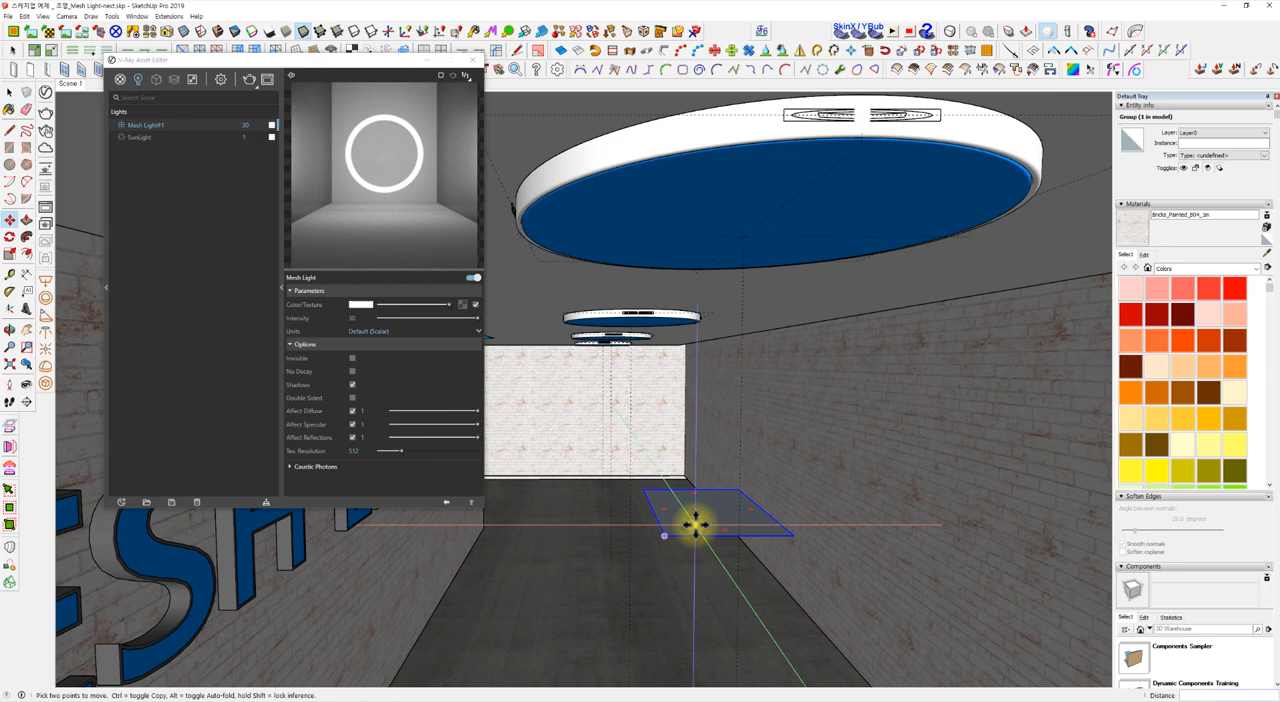 스케치업 예제 _ 조명_Mesh Light-next.skp - SketchUp Pro 2019
File Edit View Camera Draw Tools Window Extensions Help
SkinX/YBub
Scene 1
V-Ray Asset Editor
Search Scene
Lights
Mesh Light#1 30
SunLight 1
Mesh Light
Parameters
Color/Texture
Intensity 30
Units Default (Scalar)
Options
Invisible
No Decay
Shadows
Double Sided
Affect Diffuse 1
Affect Specular 1
Affect Reflections 1
Tex. Resolution 512
Caustic Photons
ESH
Default Tray
Entity Info
Group (1 in model)
Layer: Layer0
Instance:
Type: Type: <undefined>
Toggles:
Materials
Bricks_Painted_B04_1m
Select Edit
Colors
Soften Edges
Angle between normals:
25.0 degrees
Smooth normals
Soften coplanar
Components
Select Edit Statistics
3D Warehouse
Components Sampler
Dynamic Components Training
Pick two points to move. Ctrl = toggle Copy, Alt = toggle Auto-fold, hold Shift = lock inference.
Distance